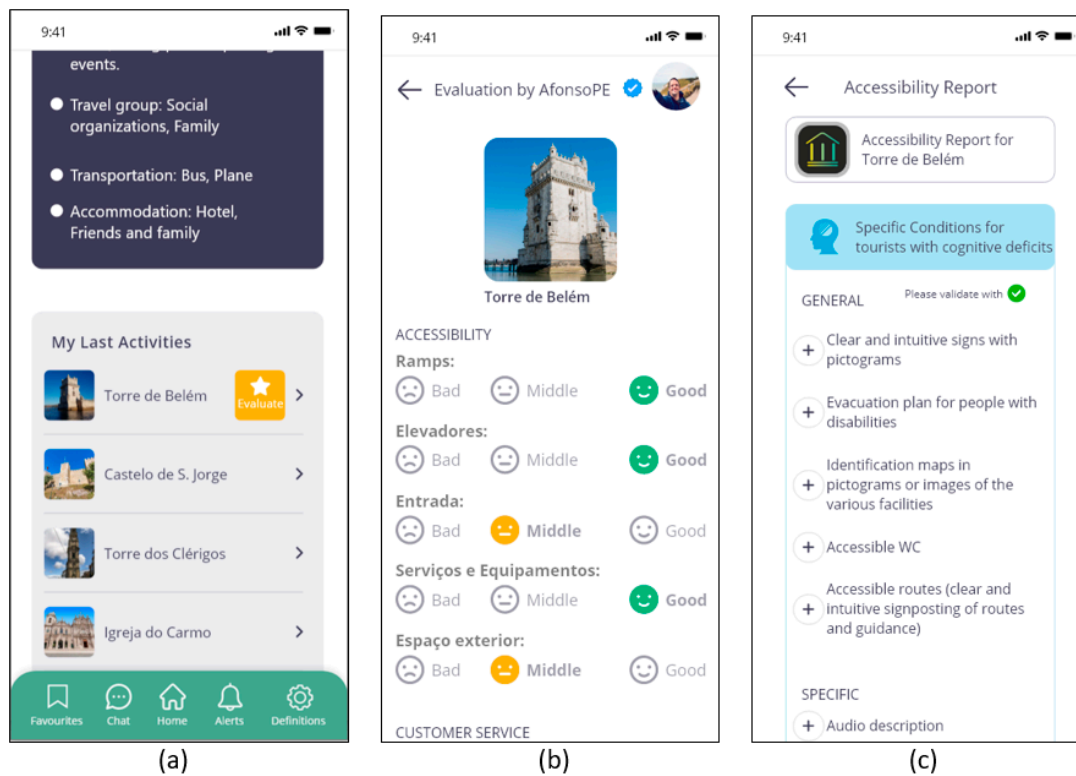 9:41
events.
Travel group: Social
organizations, Family
Transportation: Bus, Plane
Accommodation: Hotel,
Friends and family
My Last Activities
Torre de Belém
Evaluate
Castelo de S. Jorge
Torre dos Clérigos
Igreja do Carmo
Favourites Chat Home Alerts Definitions
(a)
9:41
Evaluation by AfonsoPE
Torre de Belém
ACCESSIBILITY
Ramps:
Bad Middle Good
Elevadores:
Bad Middle Good
Entrada:
Bad Middle Good
Serviços e Equipamentos:
Bad Middle Good
Espaço exterior:
Bad Middle Good
CUSTOMER SERVICE
(b)
9:41
Accessibility Report
Accessibility Report for
Torre de Belém
Specific Conditions for
tourists with cognitive deficits
GENERAL Please validate with
Clear and intuitive signs with
pictograms
Evacuation plan for people with
disabilities
Identification maps in
pictograms or images of the
various facilities
Accessible WC
Accessible routes (clear and
intuitive signposting of routes
and guidance)
SPECIFIC
Audio description
(c)